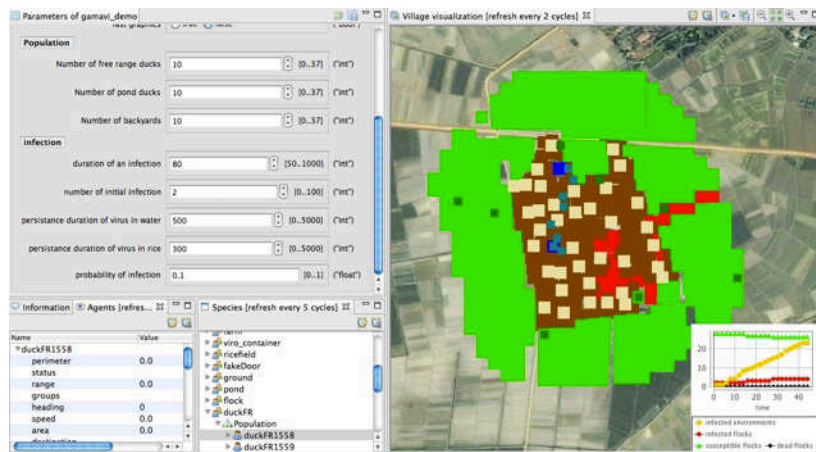 Parameters of gamavi_demo
Population
Number of free range ducks 10 [0..37] ("int")
Number of pond ducks 10 [0..37] ("int")
Number of backyards 10 [0..37] ("int")
Infection
duration of an infection 80 [50..1000] ("int")
number of initial infection 2 [0..100] ("int")
persistance duration of virus in water 500 [0..5000] ("int")
persistance duration of virus in rice 300 [0..5000] ("int")
probability of infection 0.1 [0..1] ("float")
Information Agents [refres...
Name Value
duckFR1558
perimeter 0.0
status
range 0.0
groups
heading 0
speed 0.0
area 0.0
Species [refresh every 5 cycles]
viro_container
ricefield
fakeDoor
ground
pond
flock
duckFR
Population
duckFR1558
duckFR1559
Village visualization [refresh every 2 cycles]
20
10
0
0 10 20 30 40
time
infected environments
infected flocks
susceptible flocks dead flocks